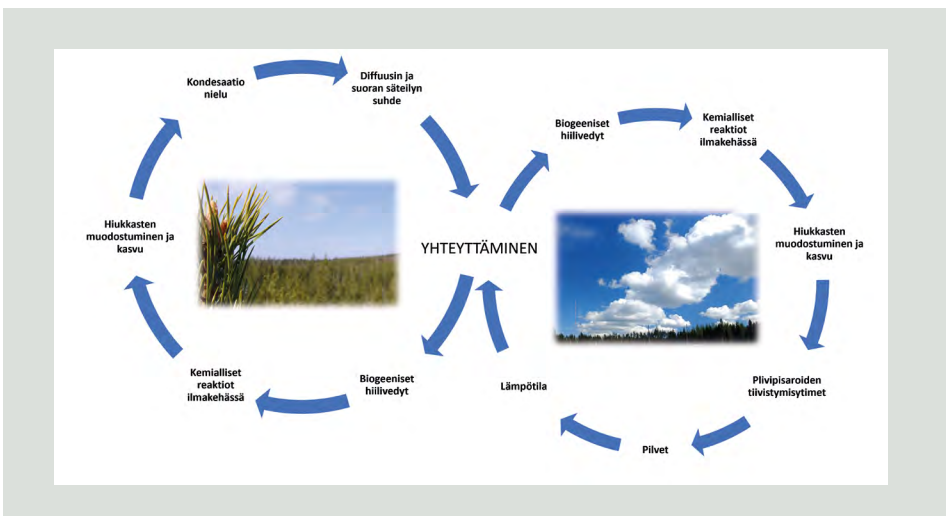 Kondesaatio
nielu
Diffuusin ja
suoran säteilyn
suhde
Hiukkasten
muodostuminen ja
kasvu
Kemialliset
reaktiot
ilmakehässä
Biogeeniset
hiilivedyt
YHTEYTTÄMINEN
Biogeeniset
hiilivedyt
Kemialliset
reaktiot
ilmakehässä
Hiukkasten
muodostuminen ja
kasvu
Plivipisaroiden
tiivistymisytimet
Pilvet
Lämpötila